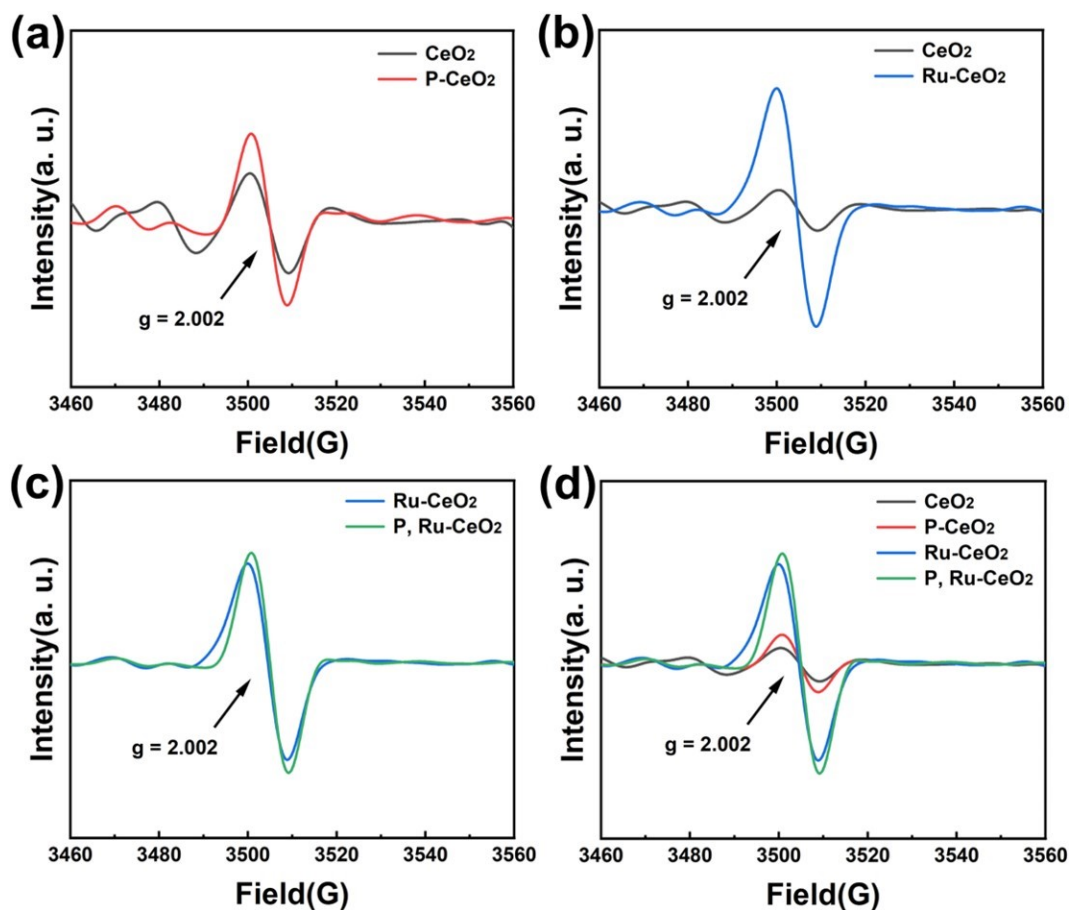 (a)
CeO2
P-CeO2
Intensity(a. u.)
g = 2.002
3460 3480 3500 3520 3540 3560
Field(G)
(b)
CeO2
Ru-CeO2
Intensity(a. u.)
g = 2.002
3460 3480 3500 3520 3540 3560
Field(G)
(c)
Ru-CeO2
P, Ru-CeO2
Intensity(a. u.)
g = 2.002
3460 3480 3500 3520 3540 3560
Field(G)
(d)
CeO2
P-CeO2
Ru-CeO2
P, Ru-CeO2
Intensity(a. u.)
g = 2.002
3460 3480 3500 3520 3540 3560
Field(G)